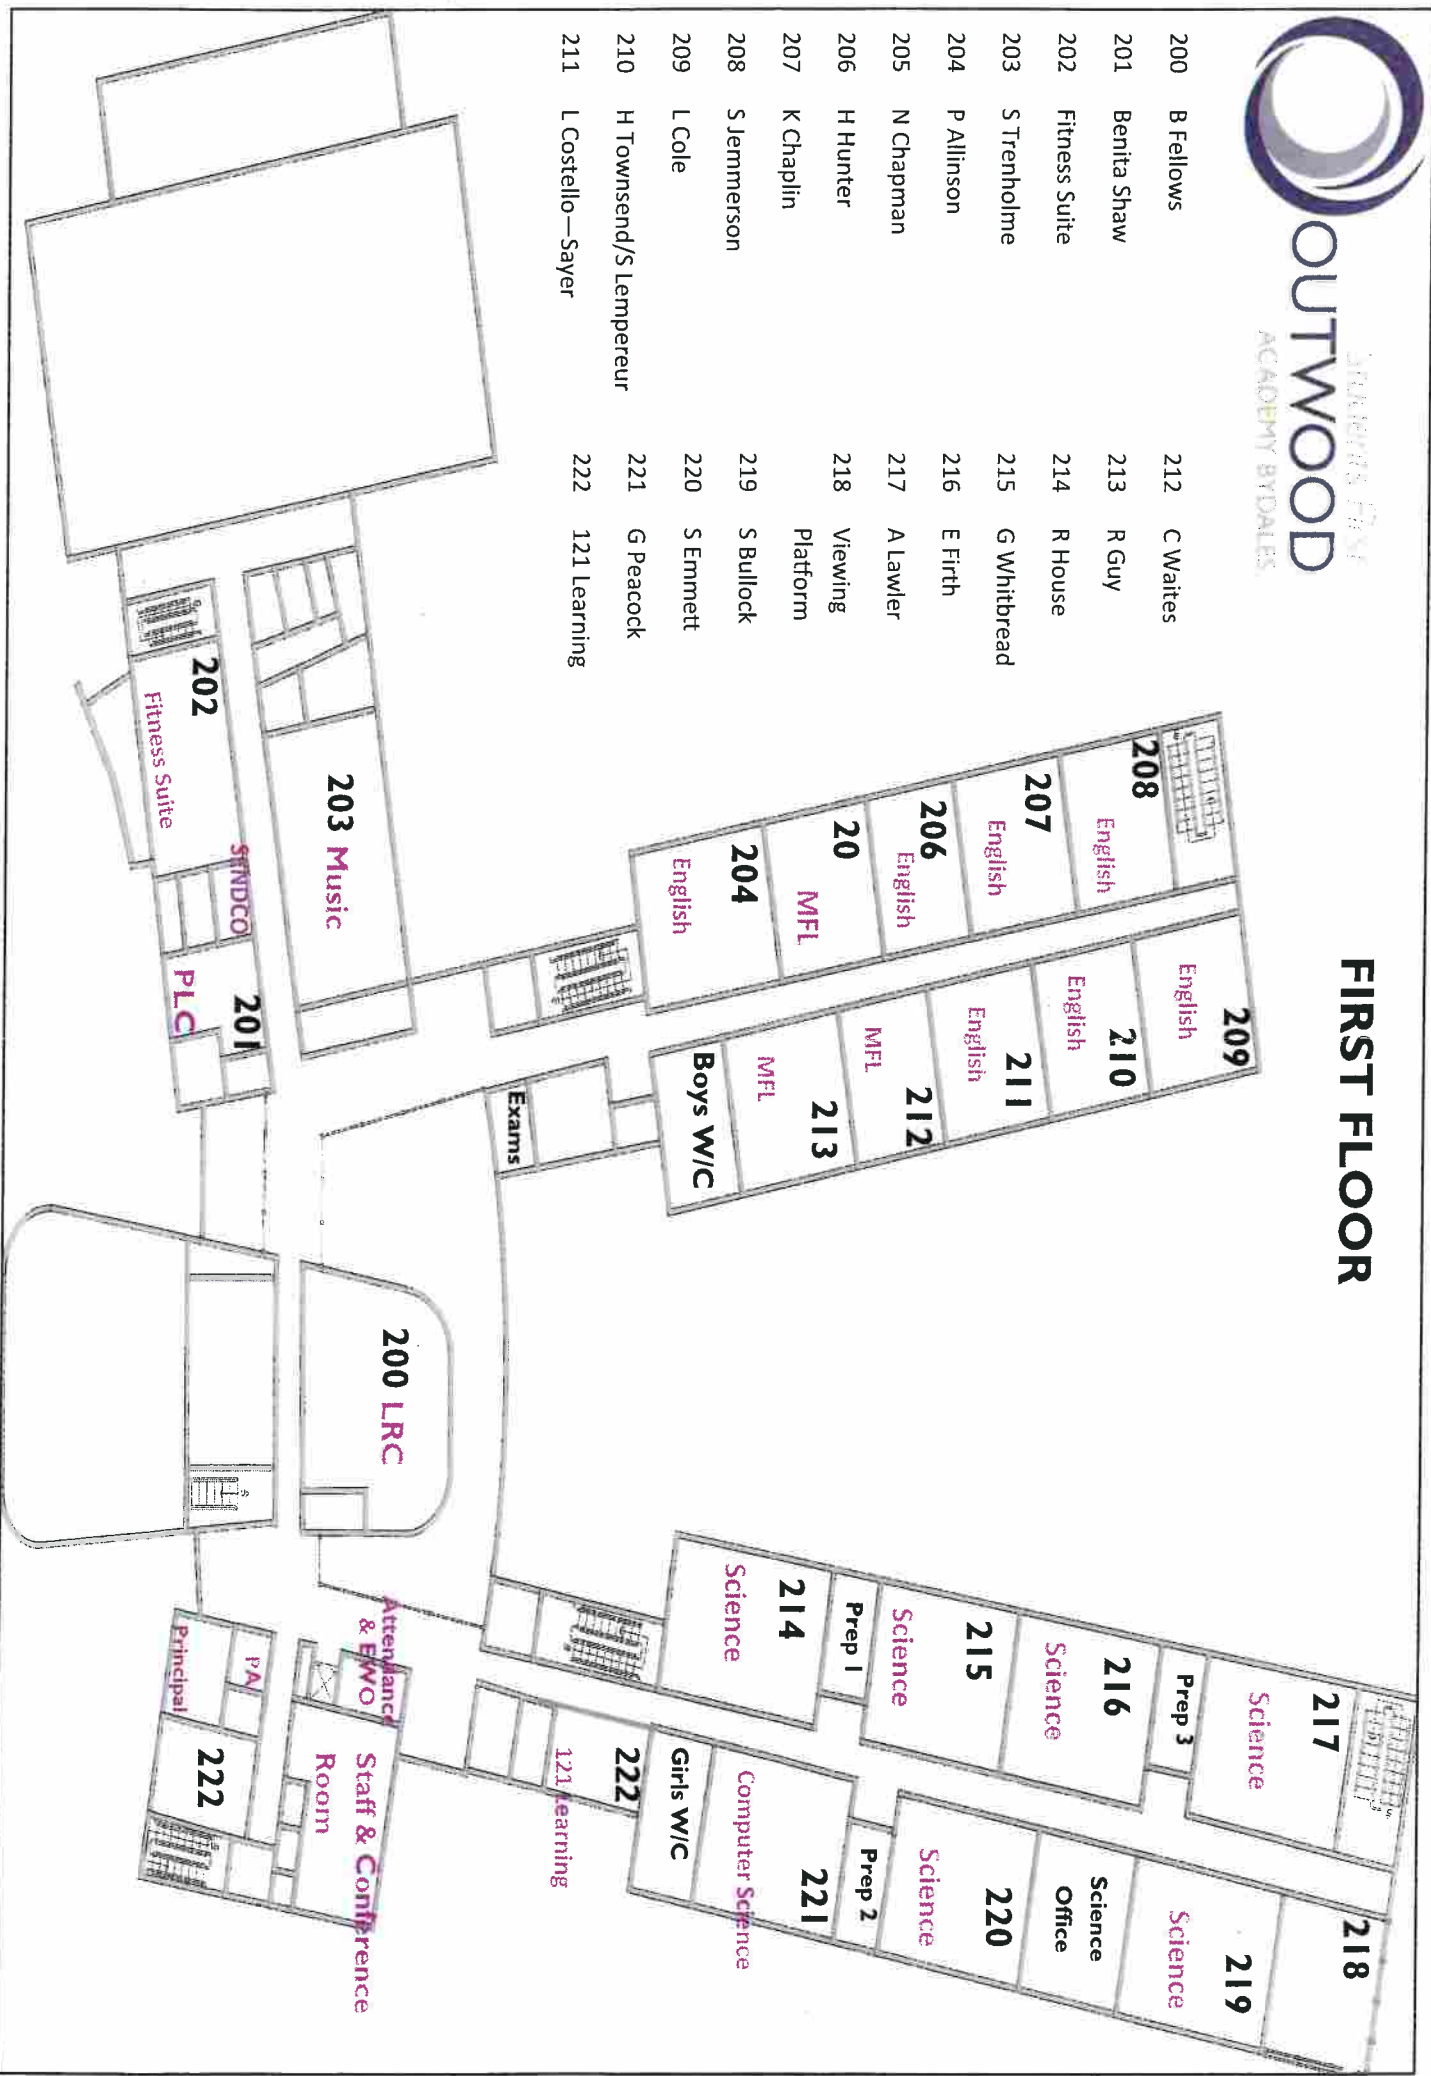 Students First
OUTWOOD
ACADEMY BYDALES
FIRST FLOOR
200 B Fellows
201 Benita Shaw
202 Fitness Suite
203 S Trenholme
204 P Allinson
205 N Chapman
206 H Hunter
207 K Chaplin
208 S Jemmerson
209 L Cole
210 H Townsend/S Lempereur
211 L Costello—Sayer
212 C Waites
213 R Guy
214 R House
215 G Whitbread
216 E Firth
217 A Lawler
218 Viewing
Platform
219 S Bullock
220 S Emmett
221 G Peacock
222 121 Learning
208
English
207
English
206
English
20
MFL
204
English
209
English
210
English
211
English
212
MFL
213
MFL
Boys W/C
Exams
203 Music
202
Fitness Suite
SENDCO
201
PLC
200 LRC
217
Science
Prep 3
216
Science
215
Science
Prep 1
214
Science
218
219
Science
Science
Office
220
Science
Prep 2
221
Computer Science
Girls W/C
222
121 Learning
Attendance
& EWO
Staff & Conference
Room
PA
Principal
222